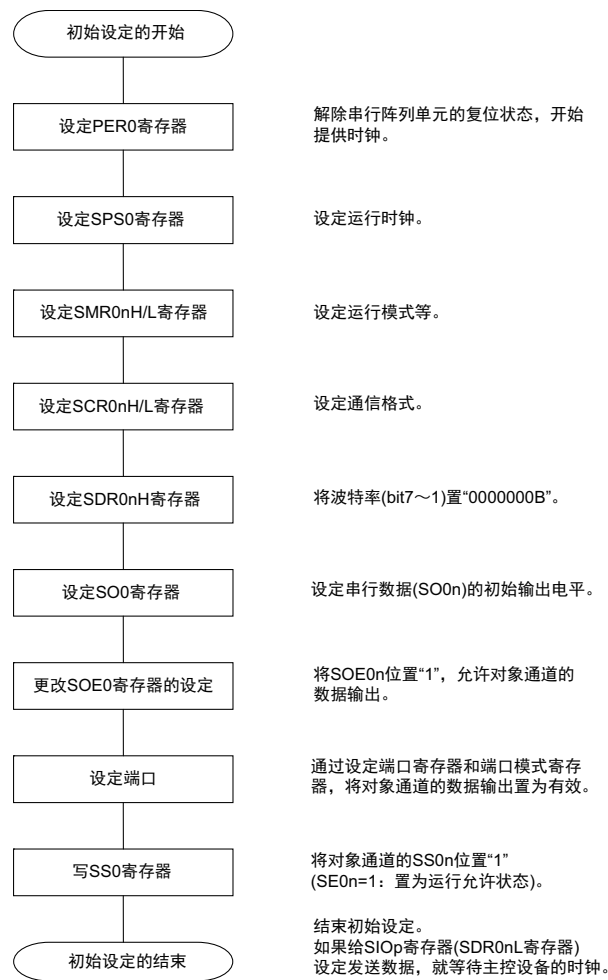 初始设定的开始
设定PER0寄存器
解除串行阵列单元的复位状态，开始
提供时钟。
设定SPS0寄存器
设定运行时钟。
设定SMR0nH/L寄存器
设定运行模式等。
设定SCR0nH/L寄存器
设定通信格式。
设定SDR0nH寄存器
将波特率(bit7～1)置“0000000B”。
设定SO0寄存器
设定串行数据(SO0n)的初始输出电平。
更改SOE0寄存器的设定
将SOE0n位置“1”，允许对象通道的
数据输出。
设定端口
通过设定端口寄存器和端口模式寄存
器，将对象通道的数据输出置为有效。
写SS0寄存器
将对象通道的SS0n位置“1”
(SE0n=1：置为运行允许状态)。
初始设定的结束
结束初始设定。
如果给SIOp寄存器(SDR0nL寄存器)
设定发送数据，就等待主控设备的时钟。